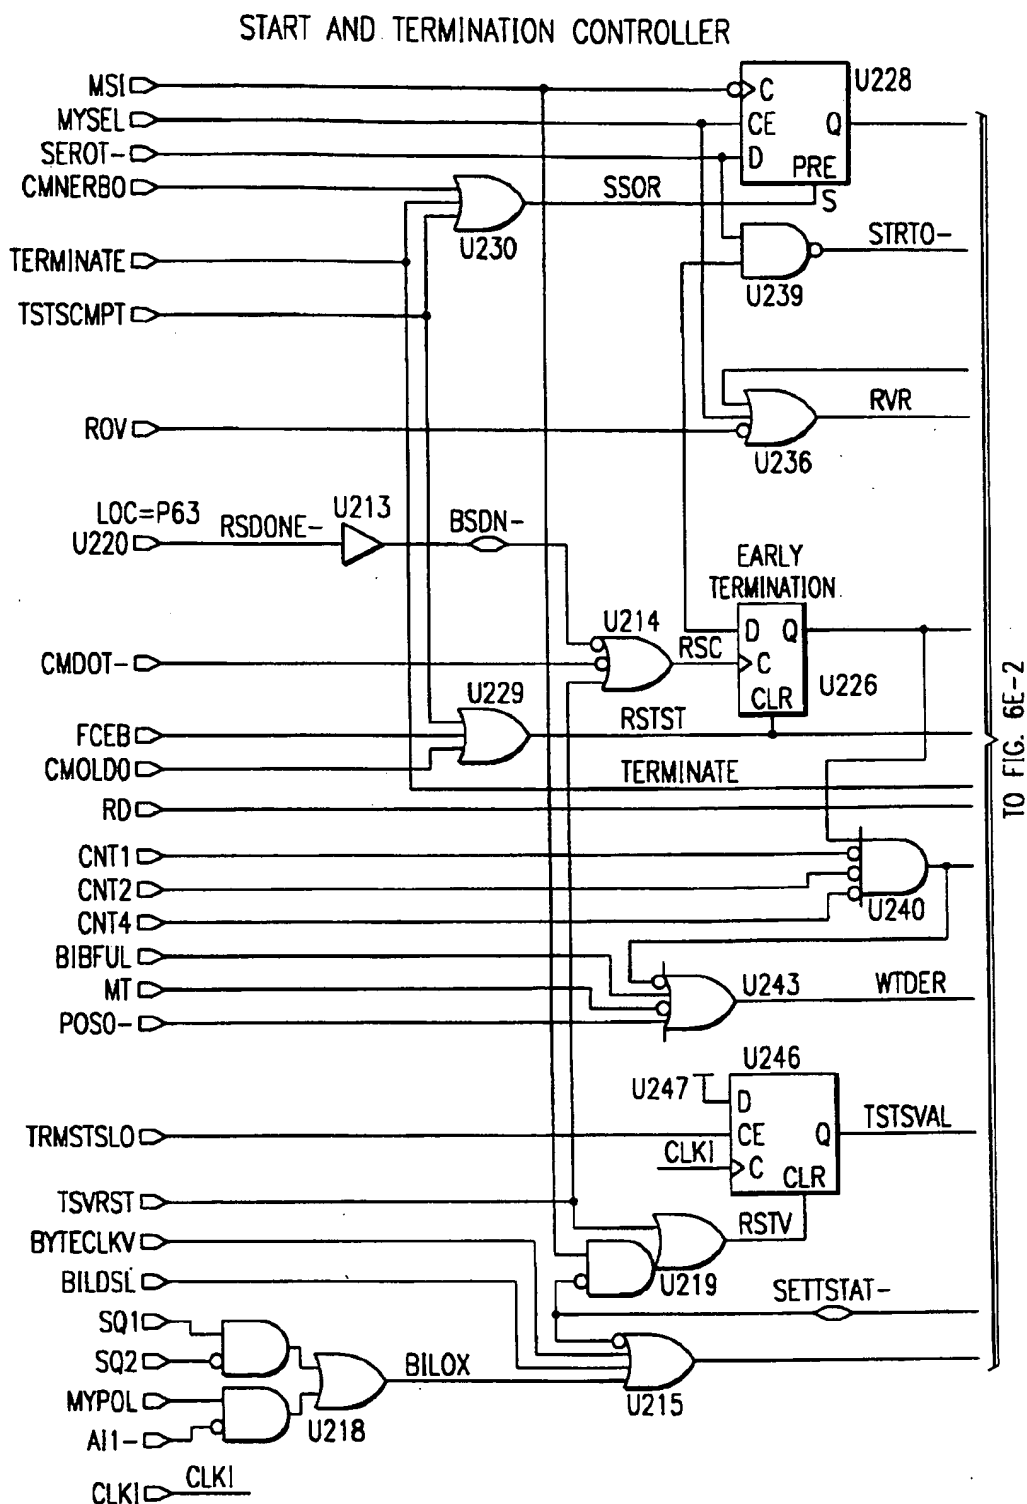 START AND TERMINATION CONTROLLER
MSI
C
U228
MYSEL
CE
Q
SEROT-
D
PRE
CMNERBO
SSOR
S
U230
STRTO-
TERMINATE
U239
TSTSCMPT
RVR
ROV
U236
LOC=P63
U213
U220
RSDONE-
BSDN-
EARLY
TERMINATION
U214
D
Q
RSC
CMDOT-
C
U226
U229
CLR
FCEB
RSTST
CMOLDO
TERMINATE
RD
TO FIG. 6E-2
CNT1
CNT2
U240
CNT4
BIBFUL
MT
U243
WTDER
POSO-
U246
U247
D
TRMSTSLO
CE
Q
TSTSVAL
CLKI
C
CLR
TSVRST
RSTV
BYTECLKV
U219
BILDSL
SETTSTAT-
SQ1
SQ2
BILOX
MYPOL
U215
U218
AI1-
CLKI
CLKI